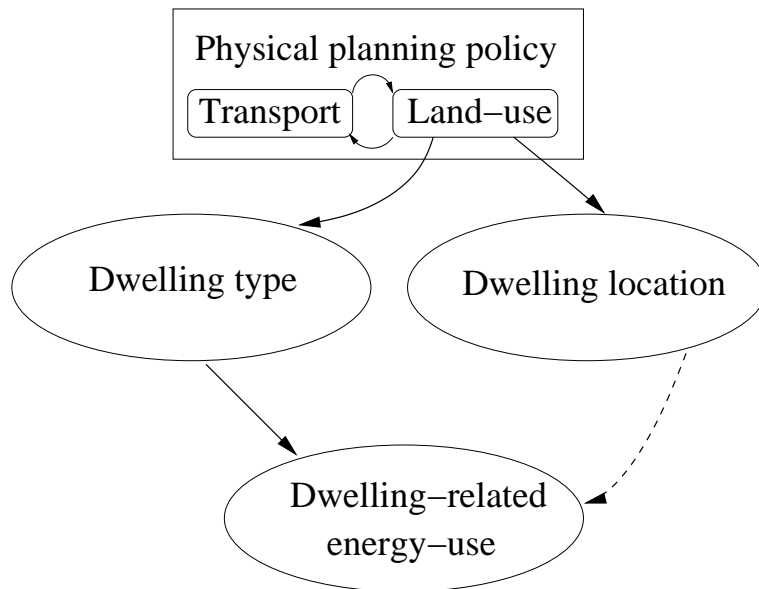 Physical planning policy
Transport
Land−use
Dwelling type
Dwelling location
Dwelling−related
energy−use